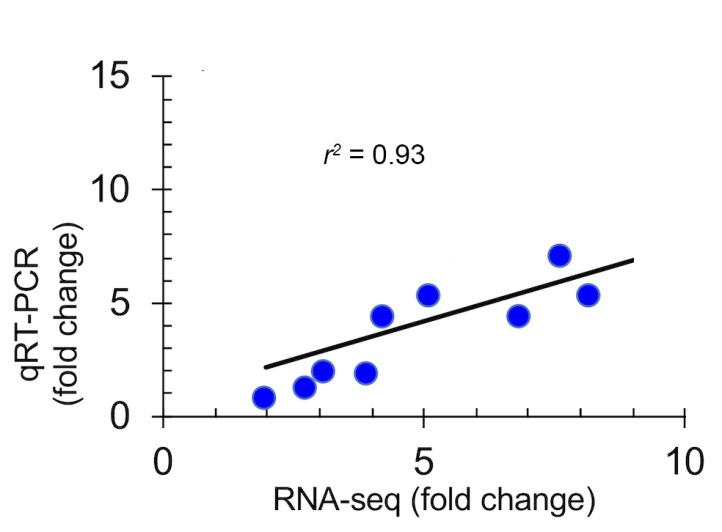 15
r² = 0.93
10
qRT-PCR
(fold change)
5
0
0 5 10
RNA-seq (fold change)